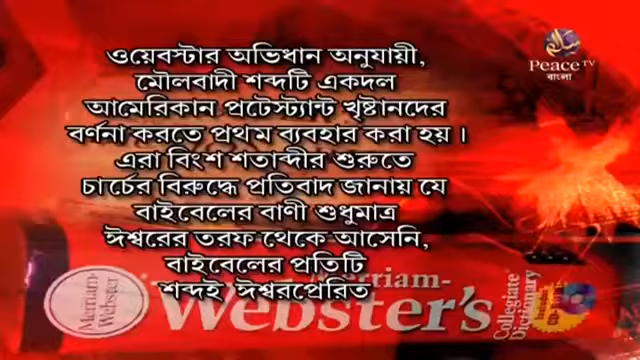 ওয়েবস্টার অভিধান অনুযায়ী,
মৌলবাদী শব্দটি একদল
আমেরিকান প্রটেস্ট্যান্ট খৃষ্টানদের
বর্ণনা করতে প্রথম ব্যবহার করা হয়।
এরা বিংশ শতাব্দীর শুরুতে
চার্চের বিরুদ্ধে প্রতিবাদ জানায় যে
বাইবেলের বাণী শুধুমাত্র
ঈশ্বরের তরফ থেকে আসেনি,
বাইবেলের প্রতিটি
শব্দই ঈশ্বরপ্রেরিত
Peace TV
বাংলা
Merriam-
Webster's
Merriam-
Webster
Collegiate
Dictionary